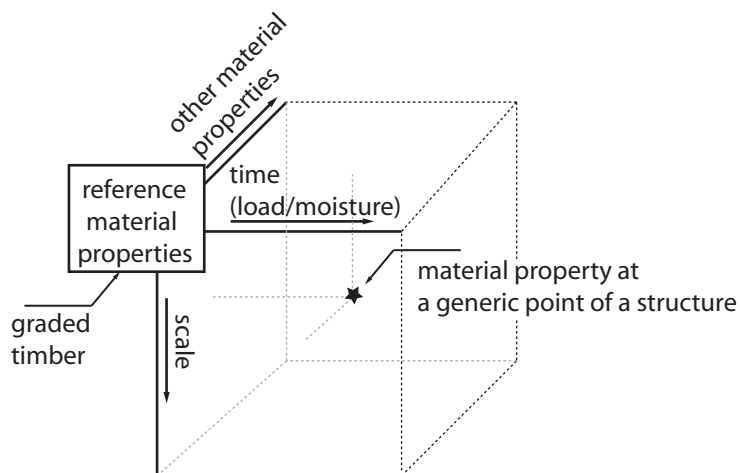 other material
properties
reference
material
properties
time
(load/moisture)
material property at
a generic point of a structure
graded
timber
scale